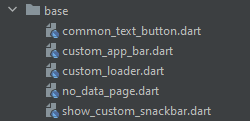 base
common_text_button.dart
custom_app_bar.dart
custom_loader.dart
no_data_page.dart
show_custom_snackbar.dart